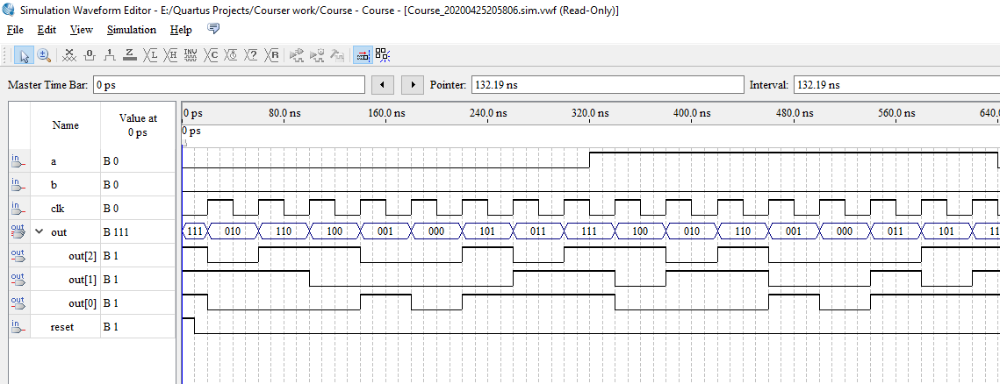 Simulation Waveform Editor - E:/Quartus Projects/Courser work/Course - Course - [Course_20200425205806.sim.vwf (Read-Only)]
File Edit View Simulation Help
Master Time Bar: 0 ps Pointer: 132.19 ns Interval: 132.19 ns
Name Value at 0 ps
0 ps 80.0 ns 160.0 ns 240.0 ns 320.0 ns 400.0 ns 480.0 ns 560.0 ns 640.
0 ps
in a B 0
in b B 0
in clk B 0
out out B 111 111 010 110 100 001 000 101 011 111 100 010 110 001 000 011 101 11
out out[2] B 1
out out[1] B 1
out out[0] B 1
in reset B 1